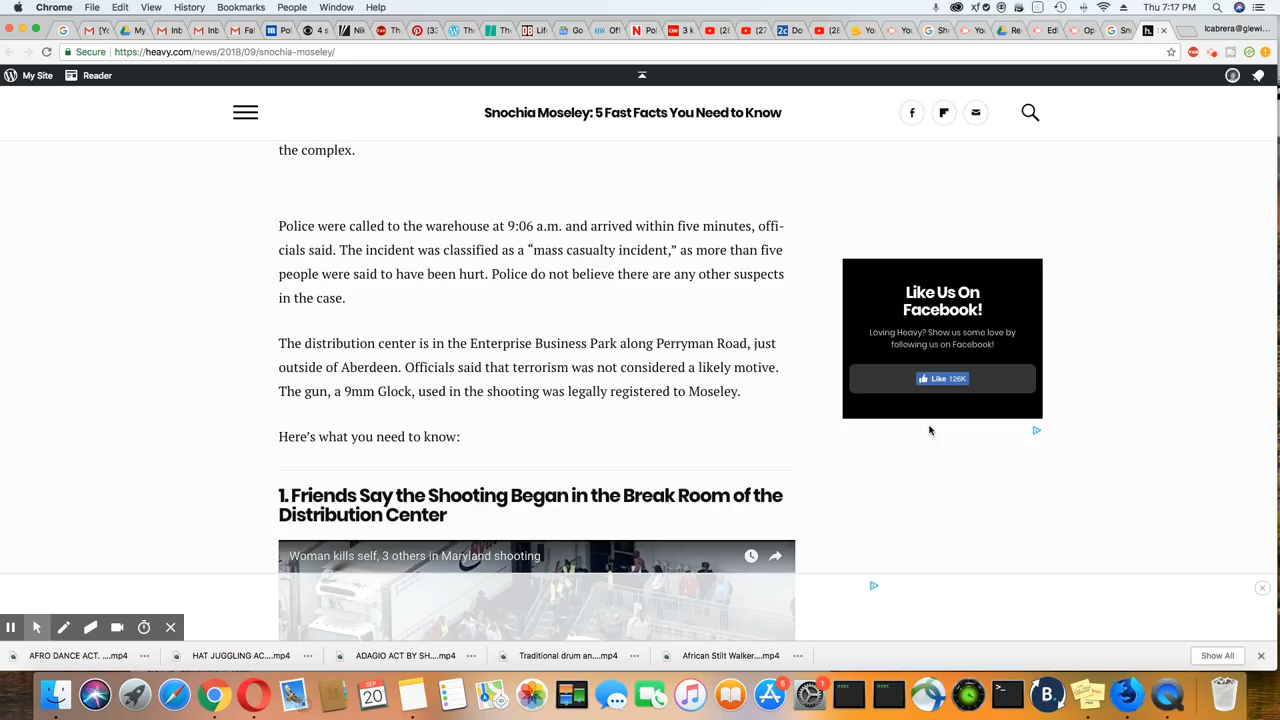 Chrome File Edit View History Bookmarks People Window Help Thu 7:17 PM
Secure https://heavy.com/news/2018/09/snochia-moseley/ lcabrera@glewi...
My Site Reader
Snochia Moseley: 5 Fast Facts You Need to Know
the complex.
Police were called to the warehouse at 9:06 a.m. and arrived within five minutes, offi-
cials said. The incident was classified as a “mass casualty incident,” as more than five
people were said to have been hurt. Police do not believe there are any other suspects
in the case.
The distribution center is in the Enterprise Business Park along Perryman Road, just
outside of Aberdeen. Officials said that terrorism was not considered a likely motive.
The gun, a 9mm Glock, used in the shooting was legally registered to Moseley.
Here’s what you need to know:
Like Us On
Facebook!
Loving Heavy? Show us some love by
following us on Facebook!
Like 126K
1. Friends Say the Shooting Began in the Break Room of the
Distribution Center
Woman kills self, 3 others in Maryland shooting
AFRO DANCE ACT. ....mp4 HAT JUGGLING AC....mp4 ADAGIO ACT BY SH....mp4 Traditional drum an....mp4 African Stilt Walker....mp4 Show All
SEP
20